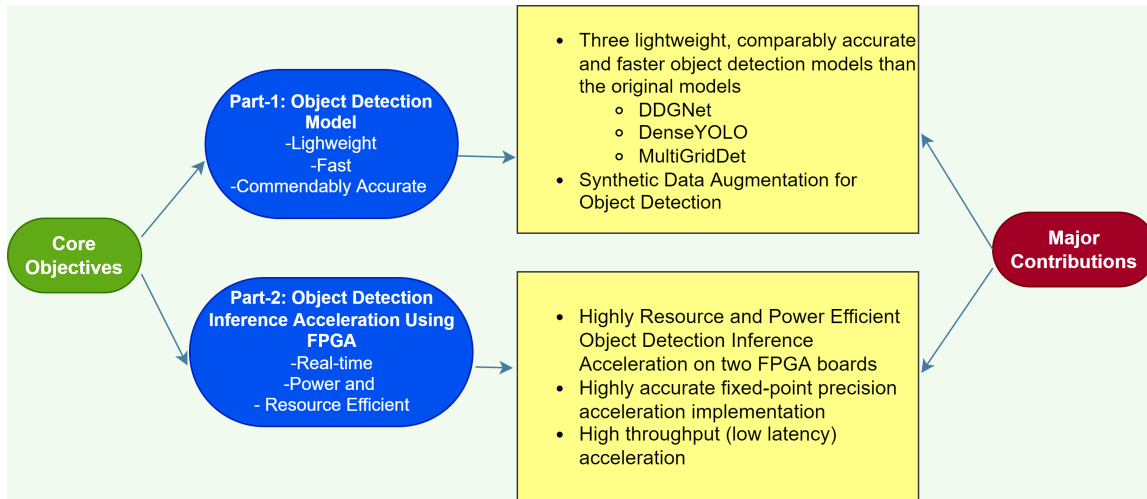 Core
Objectives
Part-1: Object Detection
Model
-Lighweight
-Fast
-Commendably Accurate
• Three lightweight, comparably accurate
and faster object detection models than
the original models
○ DDGNet
○ DenseYOLO
○ MultiGridDet
• Synthetic Data Augmentation for
Object Detection
Part-2: Object Detection
Inference Acceleration Using
FPGA
-Real-time
-Power and
- Resource Efficient
• Highly Resource and Power Efficient
Object Detection Inference
Acceleration on two FPGA boards
• Highly accurate fixed-point precision
acceleration implementation
• High throughput (low latency)
acceleration
Major
Contributions